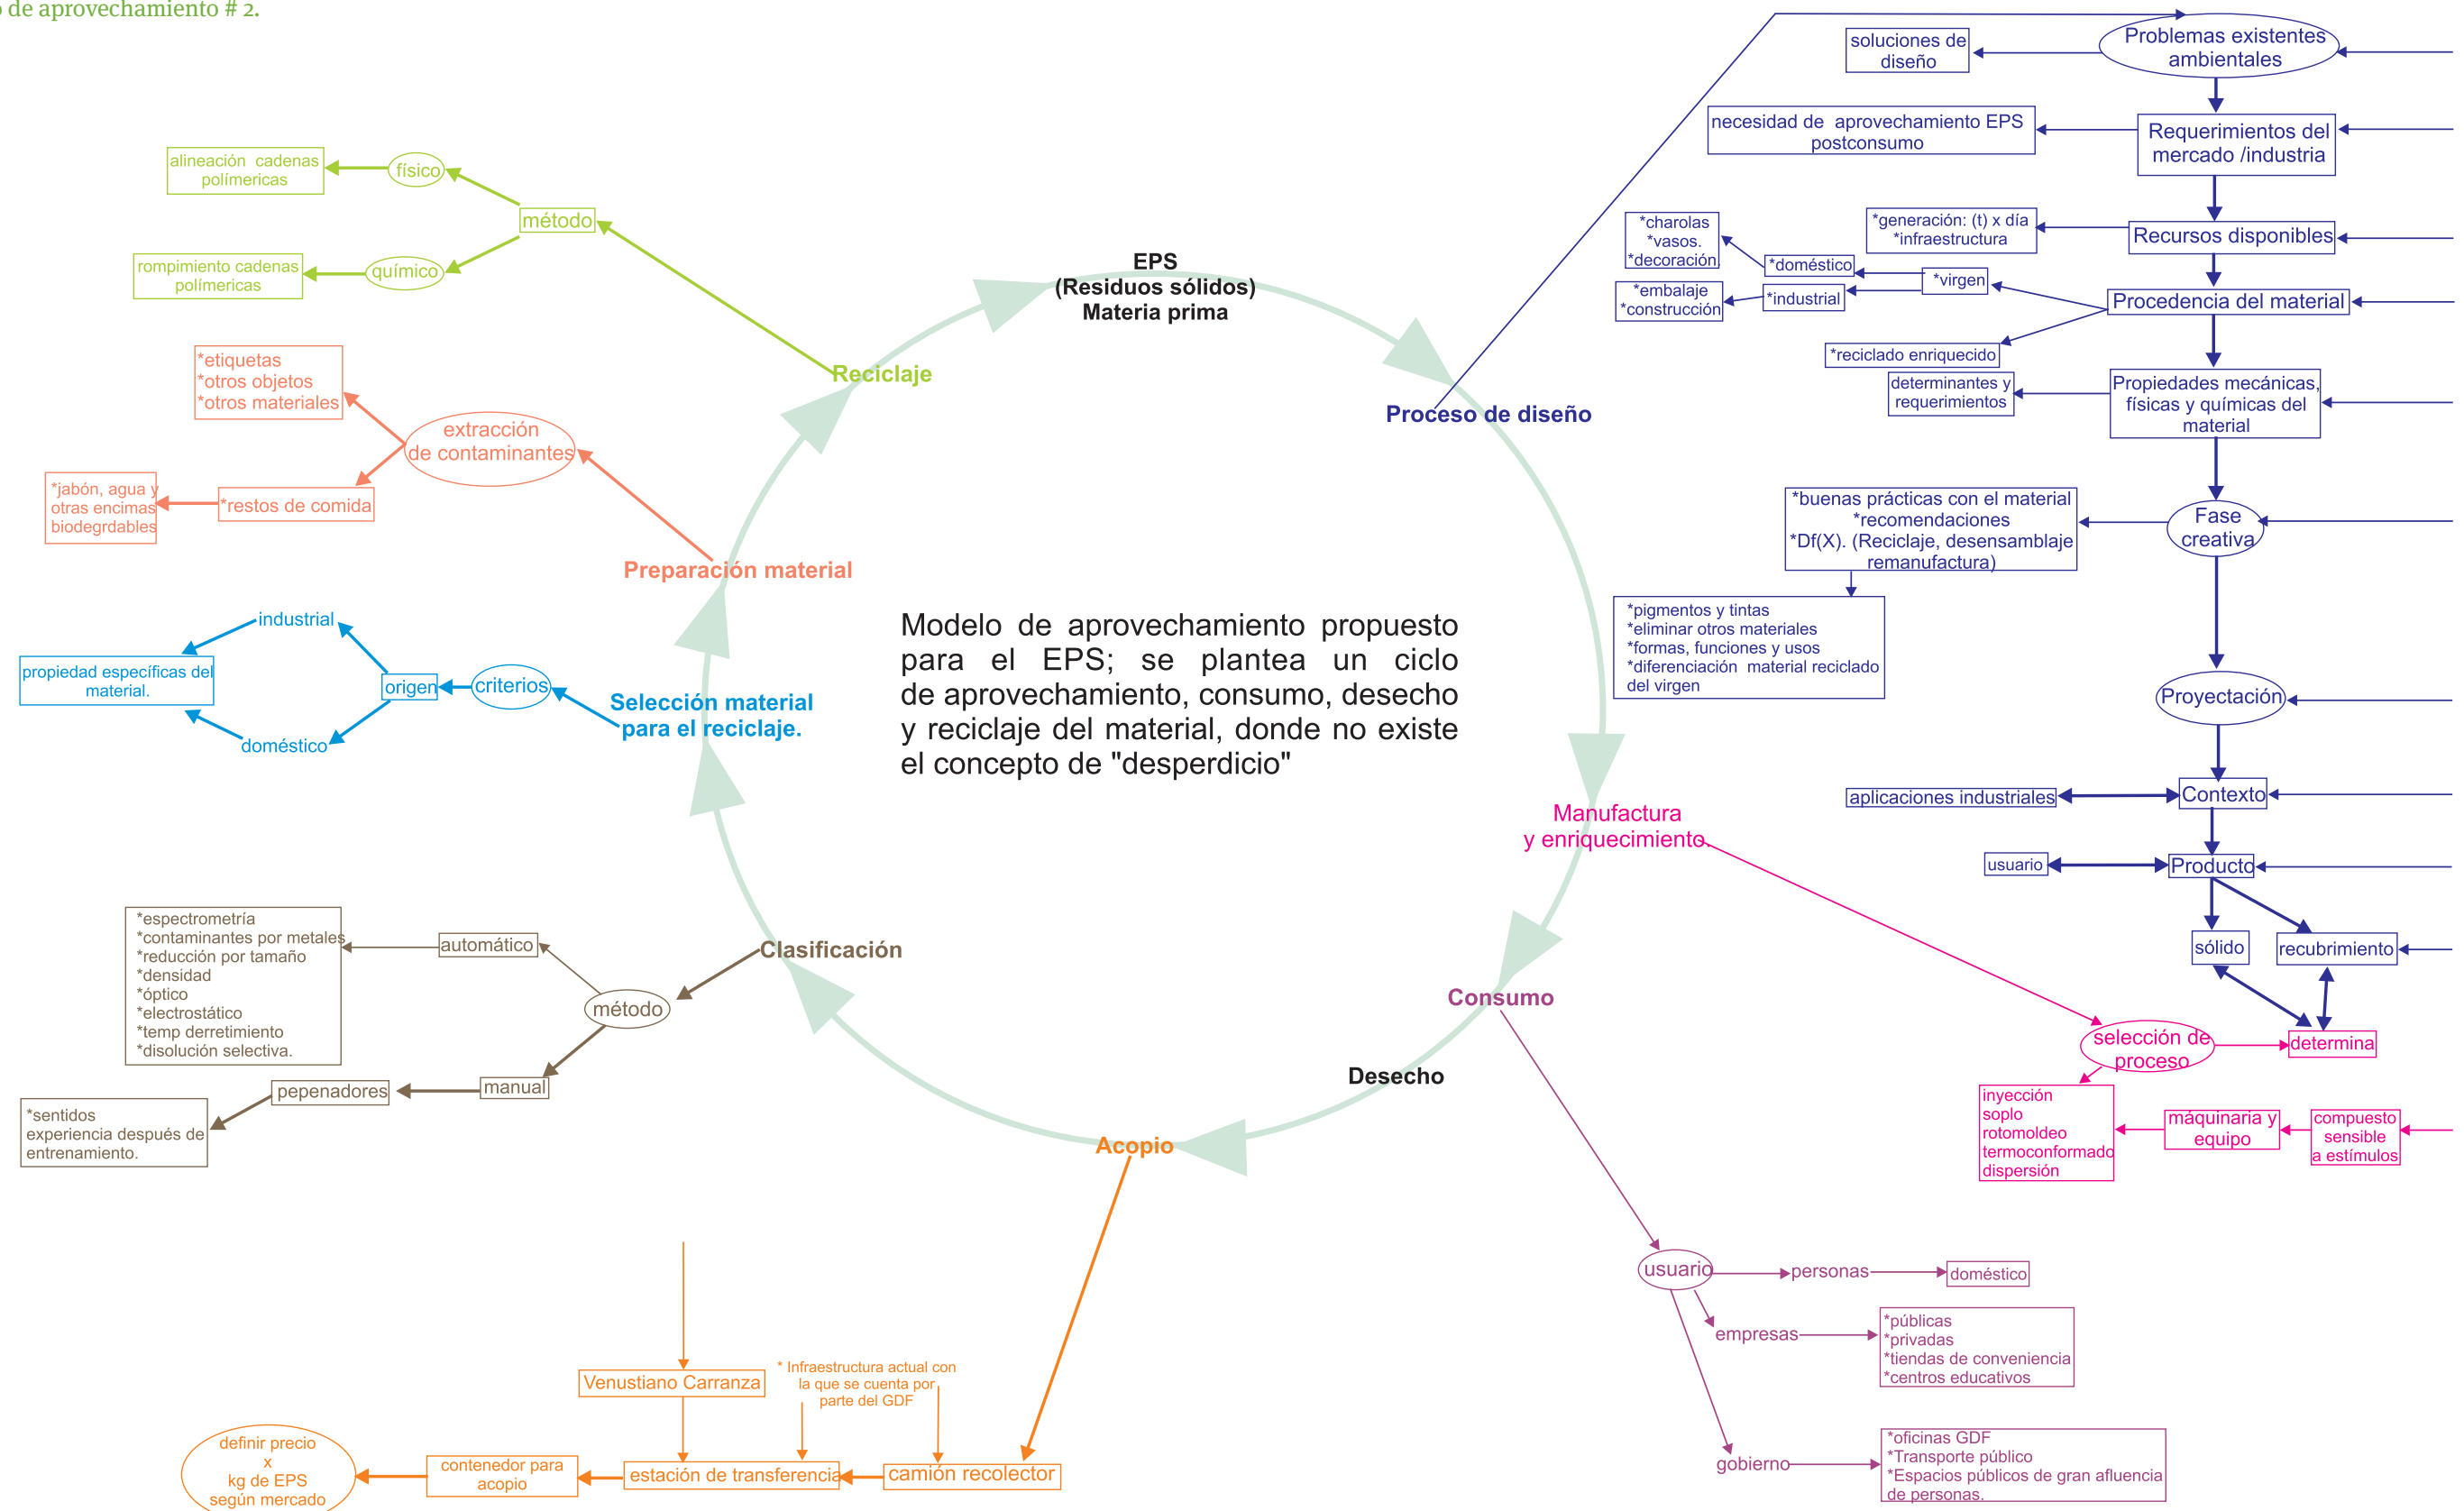 o de aprovechamiento # 2.
EPS
(Residuos sólidos)
Materia prima
Modelo de aprovechamiento propuesto
para el EPS; se plantea un ciclo
de aprovechamiento, consumo, desecho
y reciclaje del material, donde no existe
el concepto de "desperdicio"
Proceso de diseño
Problemas existentes
ambientales
soluciones de
diseño
Requerimientos del
mercado /industria
necesidad de aprovechamiento EPS
postconsumo
Recursos disponibles
*generación: (t) x día
*infraestructura
Procedencia del material
*virgen
*doméstico
*charolas
*vasos.
*decoración.
*industrial
*embalaje
*construcción
*reciclado enriquecido
Propiedades mecánicas,
físicas y químicas del
material
determinantes y
requerimientos
Fase
creativa
*buenas prácticas con el material
*recomendaciones
*Df(X). (Reciclaje, desensamblaje
remanufactura)
*pigmentos y tintas
*eliminar otros materiales
*formas, funciones y usos
*diferenciación material reciclado
del virgen
Proyectación
Contexto
aplicaciones industriales
Producto
usuario
sólido
recubrimiento
Manufactura
y enriquecimiento.
selección de
proceso
determina
inyección
soplo
rotomoldeo
termoconformado
dispersión
máquinaria y
equipo
compuesto
sensible
a estímulos
Consumo
usuario
personas
doméstico
empresas
*públicas
*privadas
*tiendas de conveniencia
*centros educativos
gobierno
*oficinas GDF
*Transporte público
*Espacios públicos de gran afluencia
de personas.
Desecho
Acopio
camión recolector
* Infraestructura actual con
la que se cuenta por
parte del GDF
estación de transferencia
Venustiano Carranza
contenedor para
acopio
definir precio
x
kg de EPS
según mercado
Clasificación
método
automático
*espectrometría
*contaminantes por metales
*reducción por tamaño
*densidad
*óptico
*electrostático
*temp derretimiento
*disolución selectiva.
manual
pepenadores
*sentidos
experiencia después de
entrenamiento.
Selección material
para el reciclaje.
criterios
origen
industrial
doméstico
propiedad específicas del
material.
Preparación material
extracción
de contaminantes
*etiquetas
*otros objetos
*otros materiales
*restos de comida
*jabón, agua y
otras encimas
biodegrdables
Reciclaje
método
físico
alineación cadenas
polímericas
químico
rompimiento cadenas
polímericas